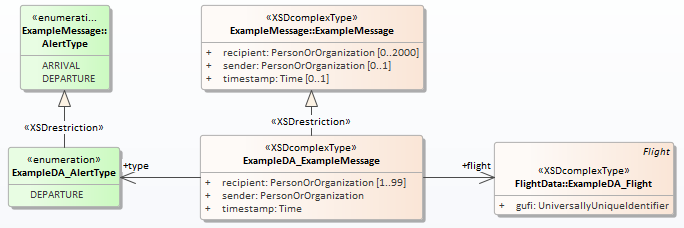 «enumerati...
ExampleMessage::
AlertType
ARRIVAL
DEPARTURE
«XSDcomplexType»
ExampleMessage::ExampleMessage
+ recipient: PersonOrOrganization [0..2000]
+ sender: PersonOrOrganization [0..1]
+ timestamp: Time [0..1]
«XSDrestriction»
«XSDrestriction»
«enumeration»
ExampleDA_AlertType
DEPARTURE
+type
«XSDcomplexType»
ExampleDA_ExampleMessage
+ recipient: PersonOrOrganization [1..99]
+ sender: PersonOrOrganization
+ timestamp: Time
+flight
Flight
«XSDcomplexType»
FlightData::ExampleDA_Flight
+ gufi: UniversallyUniqueIdentifier